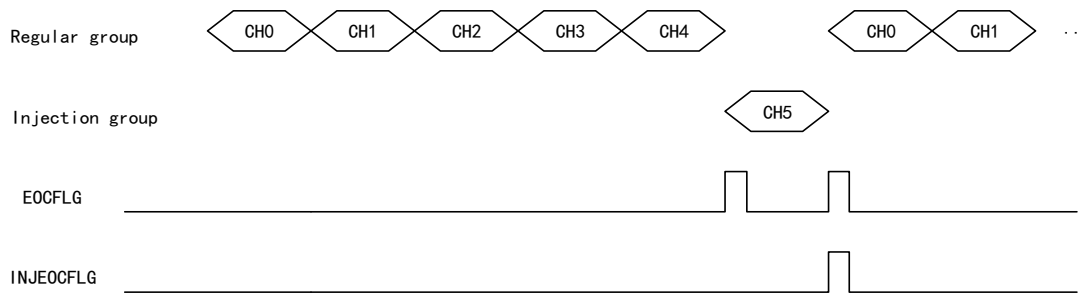 Regular group CH0 CH1 CH2 CH3 CH4 CH0 CH1 ..
Injection group CH5
EOCFLG
INJEOCFLG